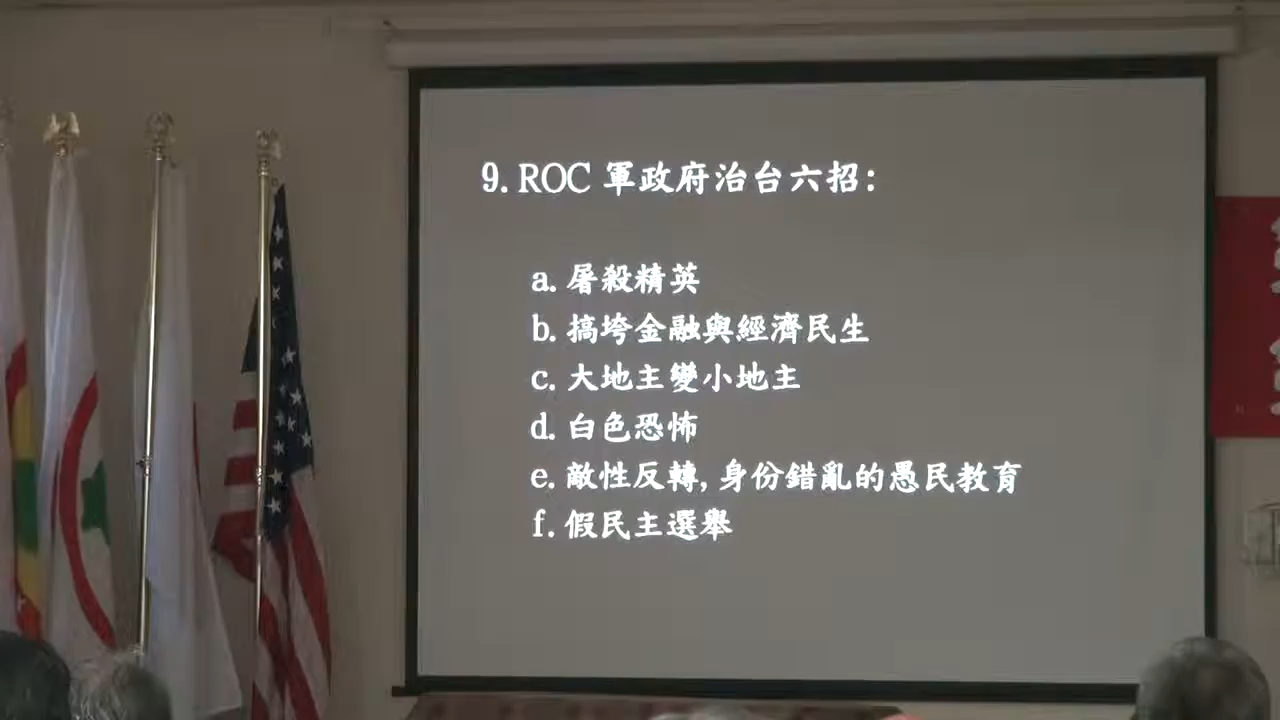 9. ROC 軍政府治台六招:
a. 屠殺精英
b. 搞垮金融與經濟民生
c. 大地主變小地主
d. 白色恐怖
e. 敵性反轉, 身份錯亂的愚民教育
f. 假民主選舉